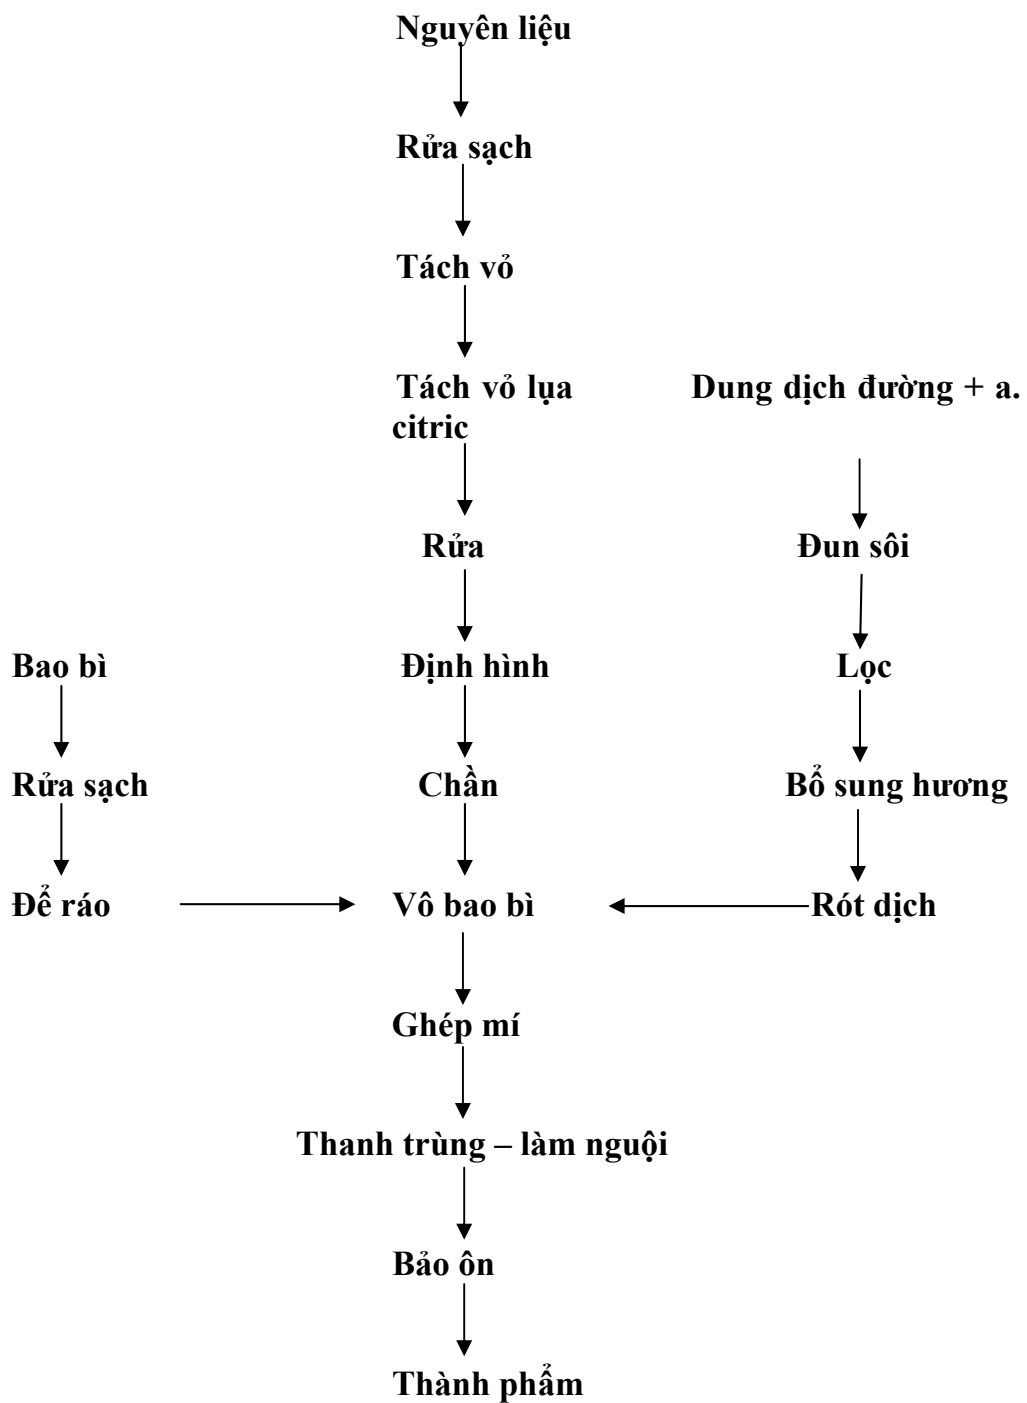 Nguyên liệu
Rửa sạch
Tách vỏ
Tách vỏ lụa Dung dịch đường + a.
citric
Rửa Đun sôi
Bao bì Định hình Lọc
Rửa sạch Chần Bổ sung hương
Để ráo Vô bao bì Rót dịch
Ghép mí
Thanh trùng – làm nguội
Bảo ôn
Thành phẩm